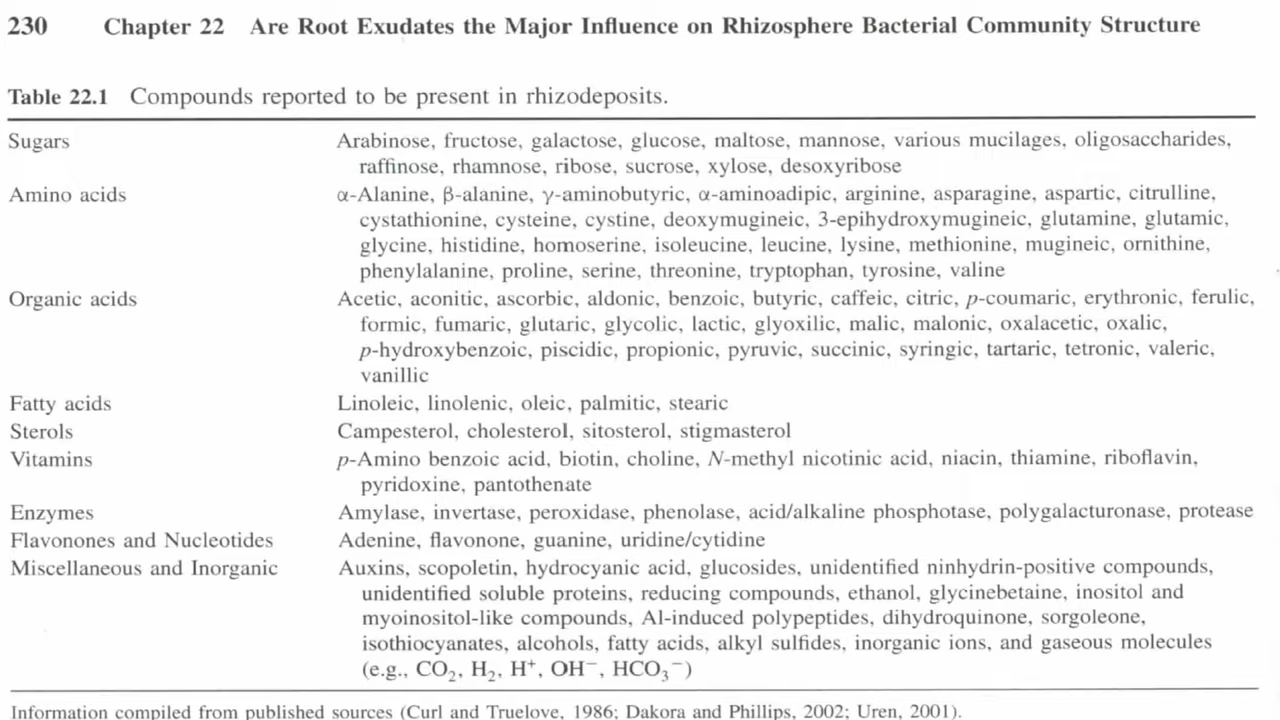 230 Chapter 22 Are Root Exudates the Major Influence on Rhizosphere Bacterial Community Structure
Table 22.1 Compounds reported to be present in rhizodeposits.
Sugars Arabinose, fructose, galactose, glucose, maltose, mannose, various mucilages, oligosaccharides,
raffinose, rhamnose, ribose, sucrose, xylose, desoxyribose
Amino acids α-Alanine, β-alanine, γ-aminobutyric, α-aminoadipic, arginine, asparagine, aspartic, citrulline,
cystathionine, cysteine, cystine, deoxymugineic, 3-epihydroxymugineic, glutamine, glutamic,
glycine, histidine, homoserine, isoleucine, leucine, lysine, methionine, mugineic, ornithine,
phenylalanine, proline, serine, threonine, tryptophan, tyrosine, valine
Organic acids Acetic, aconitic, ascorbic, aldonic, benzoic, butyric, caffeic, citric, p-coumaric, erythronic, ferulic,
formic, fumaric, glutaric, glycolic, lactic, glyoxilic, malic, malonic, oxalacetic, oxalic,
p-hydroxybenzoic, piscidic, propionic, pyruvic, succinic, syringic, tartaric, tetronic, valeric,
vanillic
Fatty acids Linoleic, linolenic, oleic, palmitic, stearic
Sterols Campesterol, cholesterol, sitosterol, stigmasterol
Vitamins p-Amino benzoic acid, biotin, choline, N-methyl nicotinic acid, niacin, thiamine, riboflavin,
pyridoxine, pantothenate
Enzymes Amylase, invertase, peroxidase, phenolase, acid/alkaline phosphotase, polygalacturonase, protease
Flavonones and Nucleotides Adenine, flavonone, guanine, uridine/cytidine
Miscellaneous and Inorganic Auxins, scopoletin, hydrocyanic acid, glucosides, unidentified ninhydrin-positive compounds,
unidentified soluble proteins, reducing compounds, ethanol, glycinebetaine, inositol and
myoinositol-like compounds, Al-induced polypeptides, dihydroquinone, sorgoleone,
isothiocyanates, alcohols, fatty acids, alkyl sulfides, inorganic ions, and gaseous molecules
(e.g., CO₂, H₂, H⁺, OH⁻, HCO₃⁻)
Information compiled from published sources (Curl and Truelove, 1986; Dakora and Phillips, 2002; Uren, 2001).